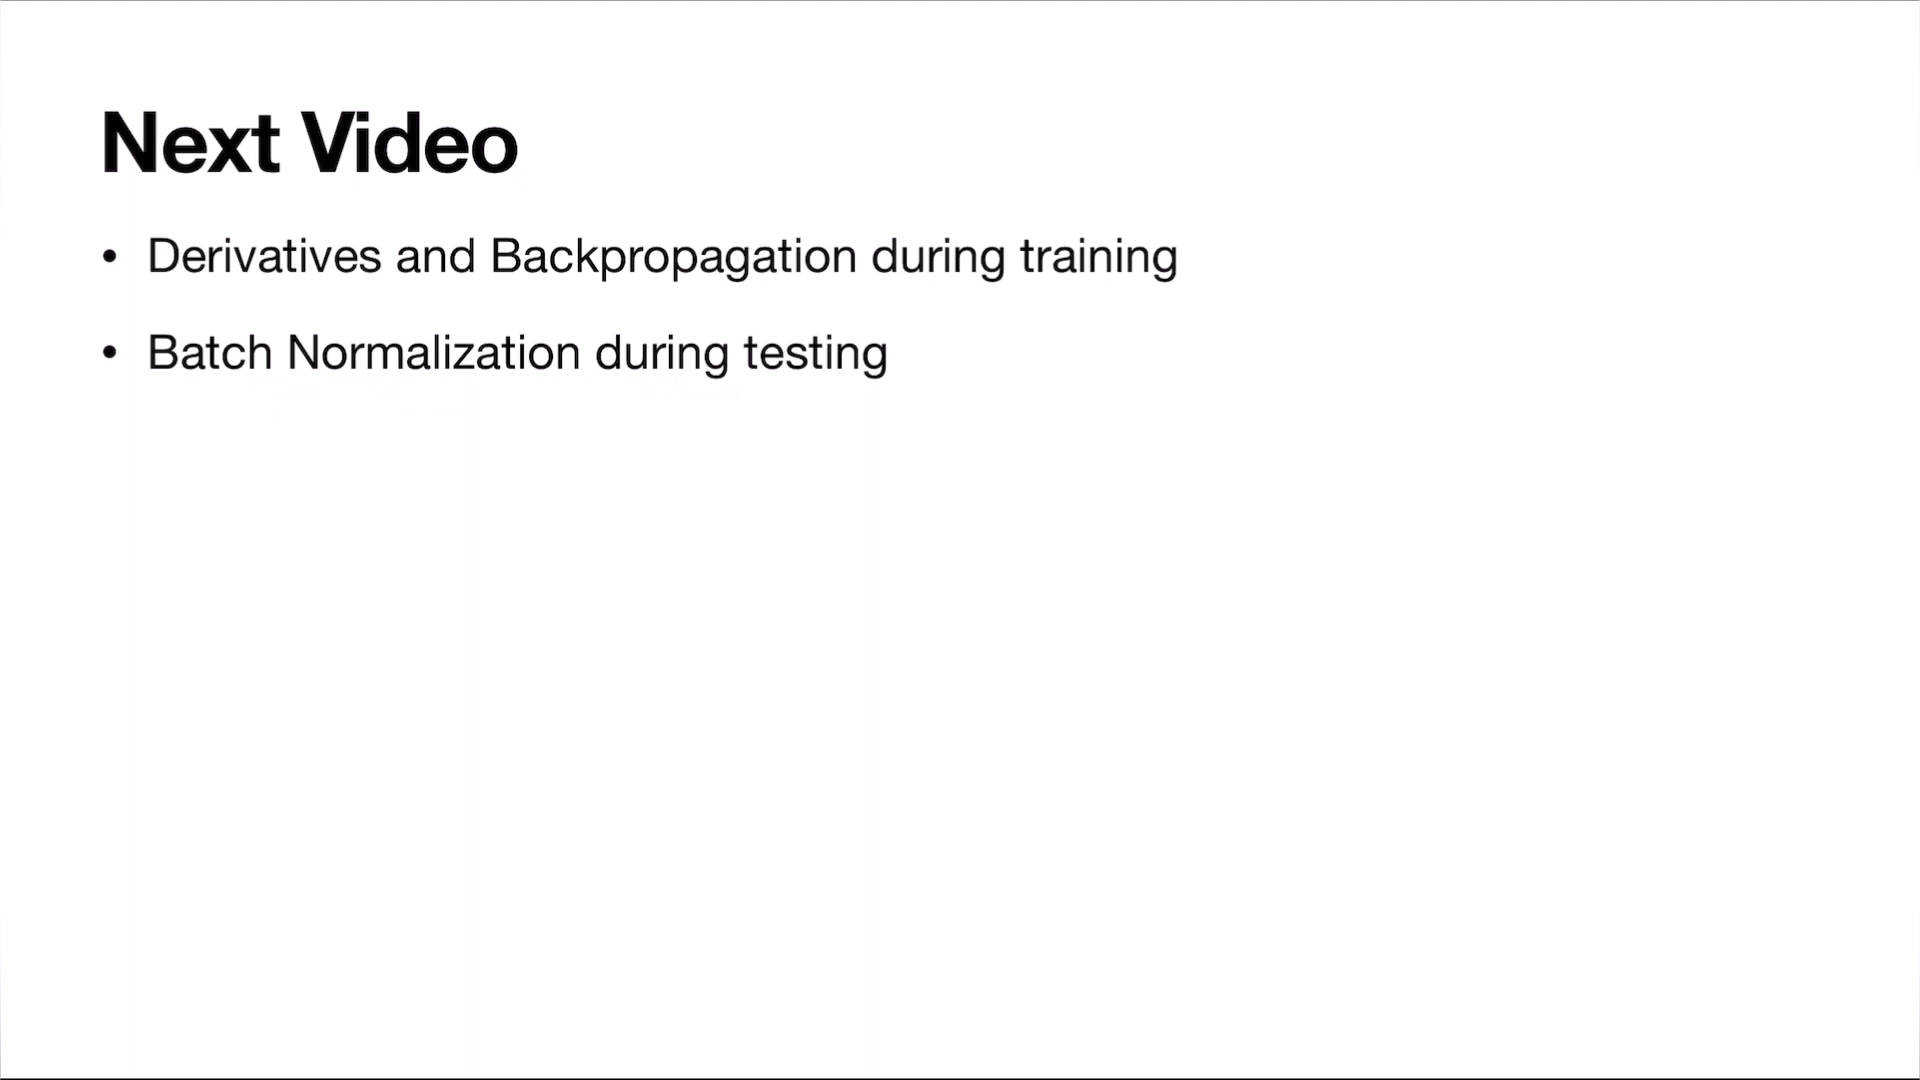 Next Video
• Derivatives and Backpropagation during training
• Batch Normalization during testing